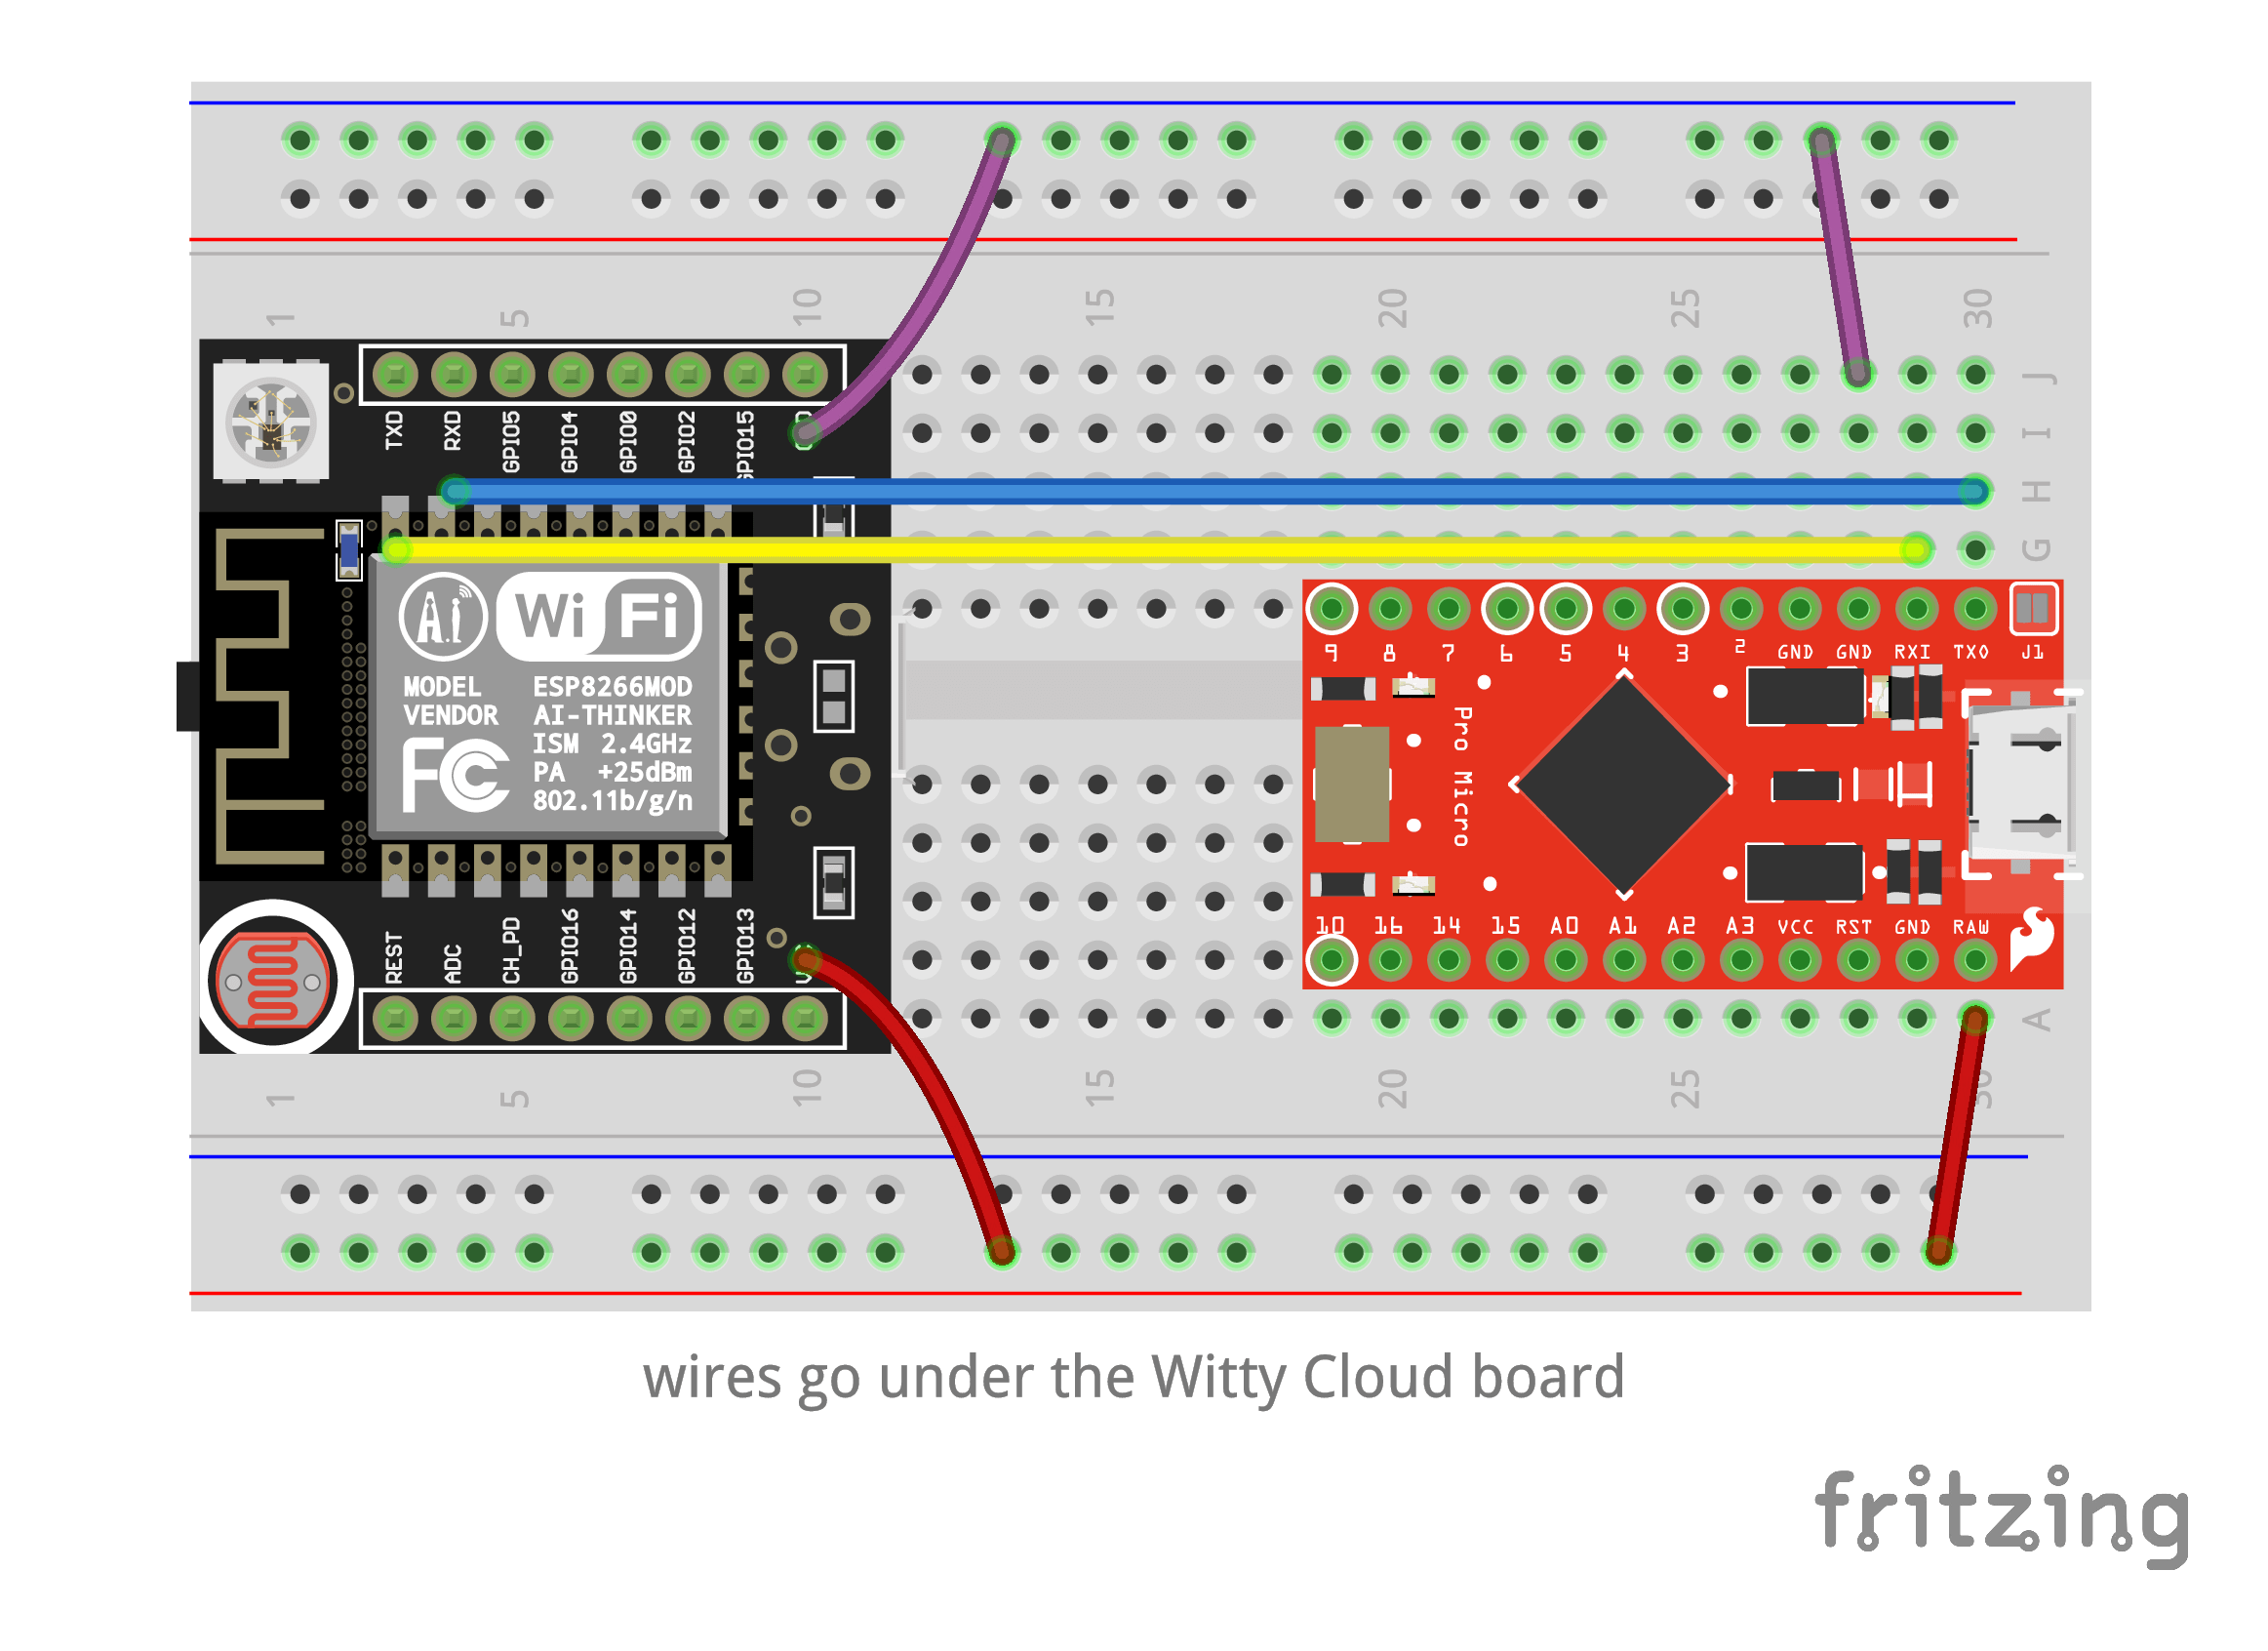 1 5 10 15 20 25 30
J
I
H
G
TXD RXD GPIO5 GPIO4 GPIO0 GPIO2 GPIO15
Ai Wi Fi
MODEL ESP8266MOD
VENDOR AI-THINKER
ISM 2.4GHz
PA +25dBm
802.11b/g/n
FC
REST ADC CH_PD GPIO16 GPIO14 GPIO12 GPIO13
9 8 7 6 5 4 3 2 GND GND RXI TXO J1
Pro Micro
10 16 14 15 A0 A1 A2 A3 VCC RST GND RAW
A
1 5 10 15 20 25 30
wires go under the Witty Cloud board
fritzing